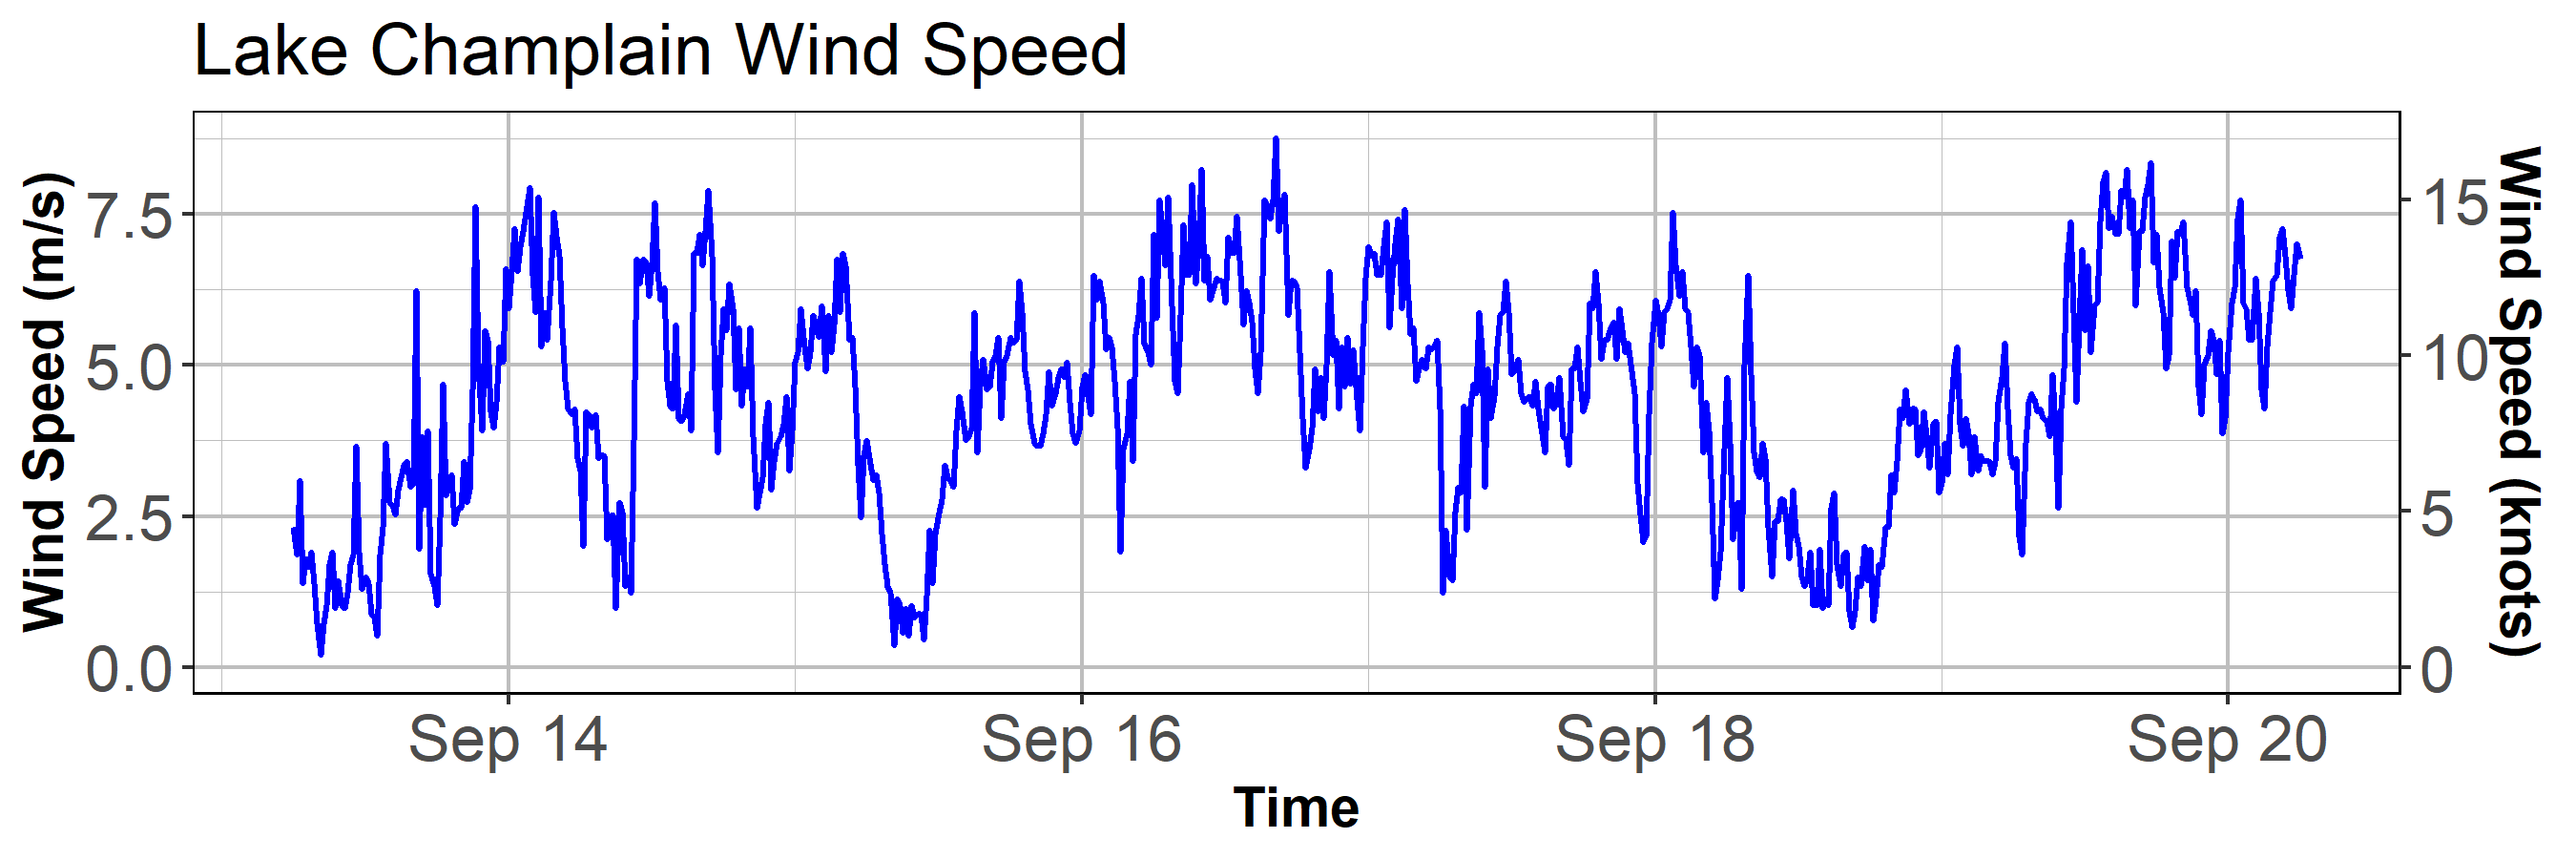 Lake Champlain Wind Speed
Wind Speed (m/s)
7.5
5.0
2.5
0.0
15
10
5
0
Wind Speed (knots)
Sep 14
Sep 16
Sep 18
Sep 20
Time